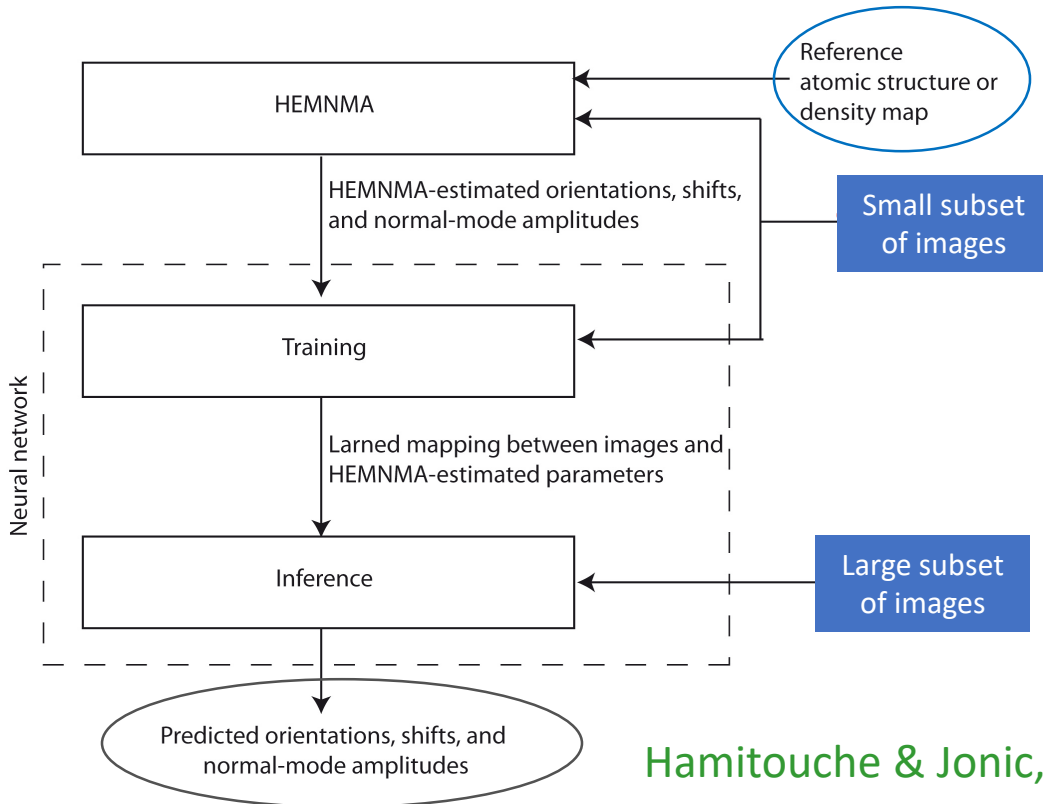 Reference
atomic structure or
density map
HEMNMA
HEMNMA-estimated orientations, shifts,
and normal-mode amplitudes
Small subset
of images
Neural network
Training
Larned mapping between images and
HEMNMA-estimated parameters
Inference
Large subset
of images
Predicted orientations, shifts, and
normal-mode amplitudes
Hamitouche & Jonic,